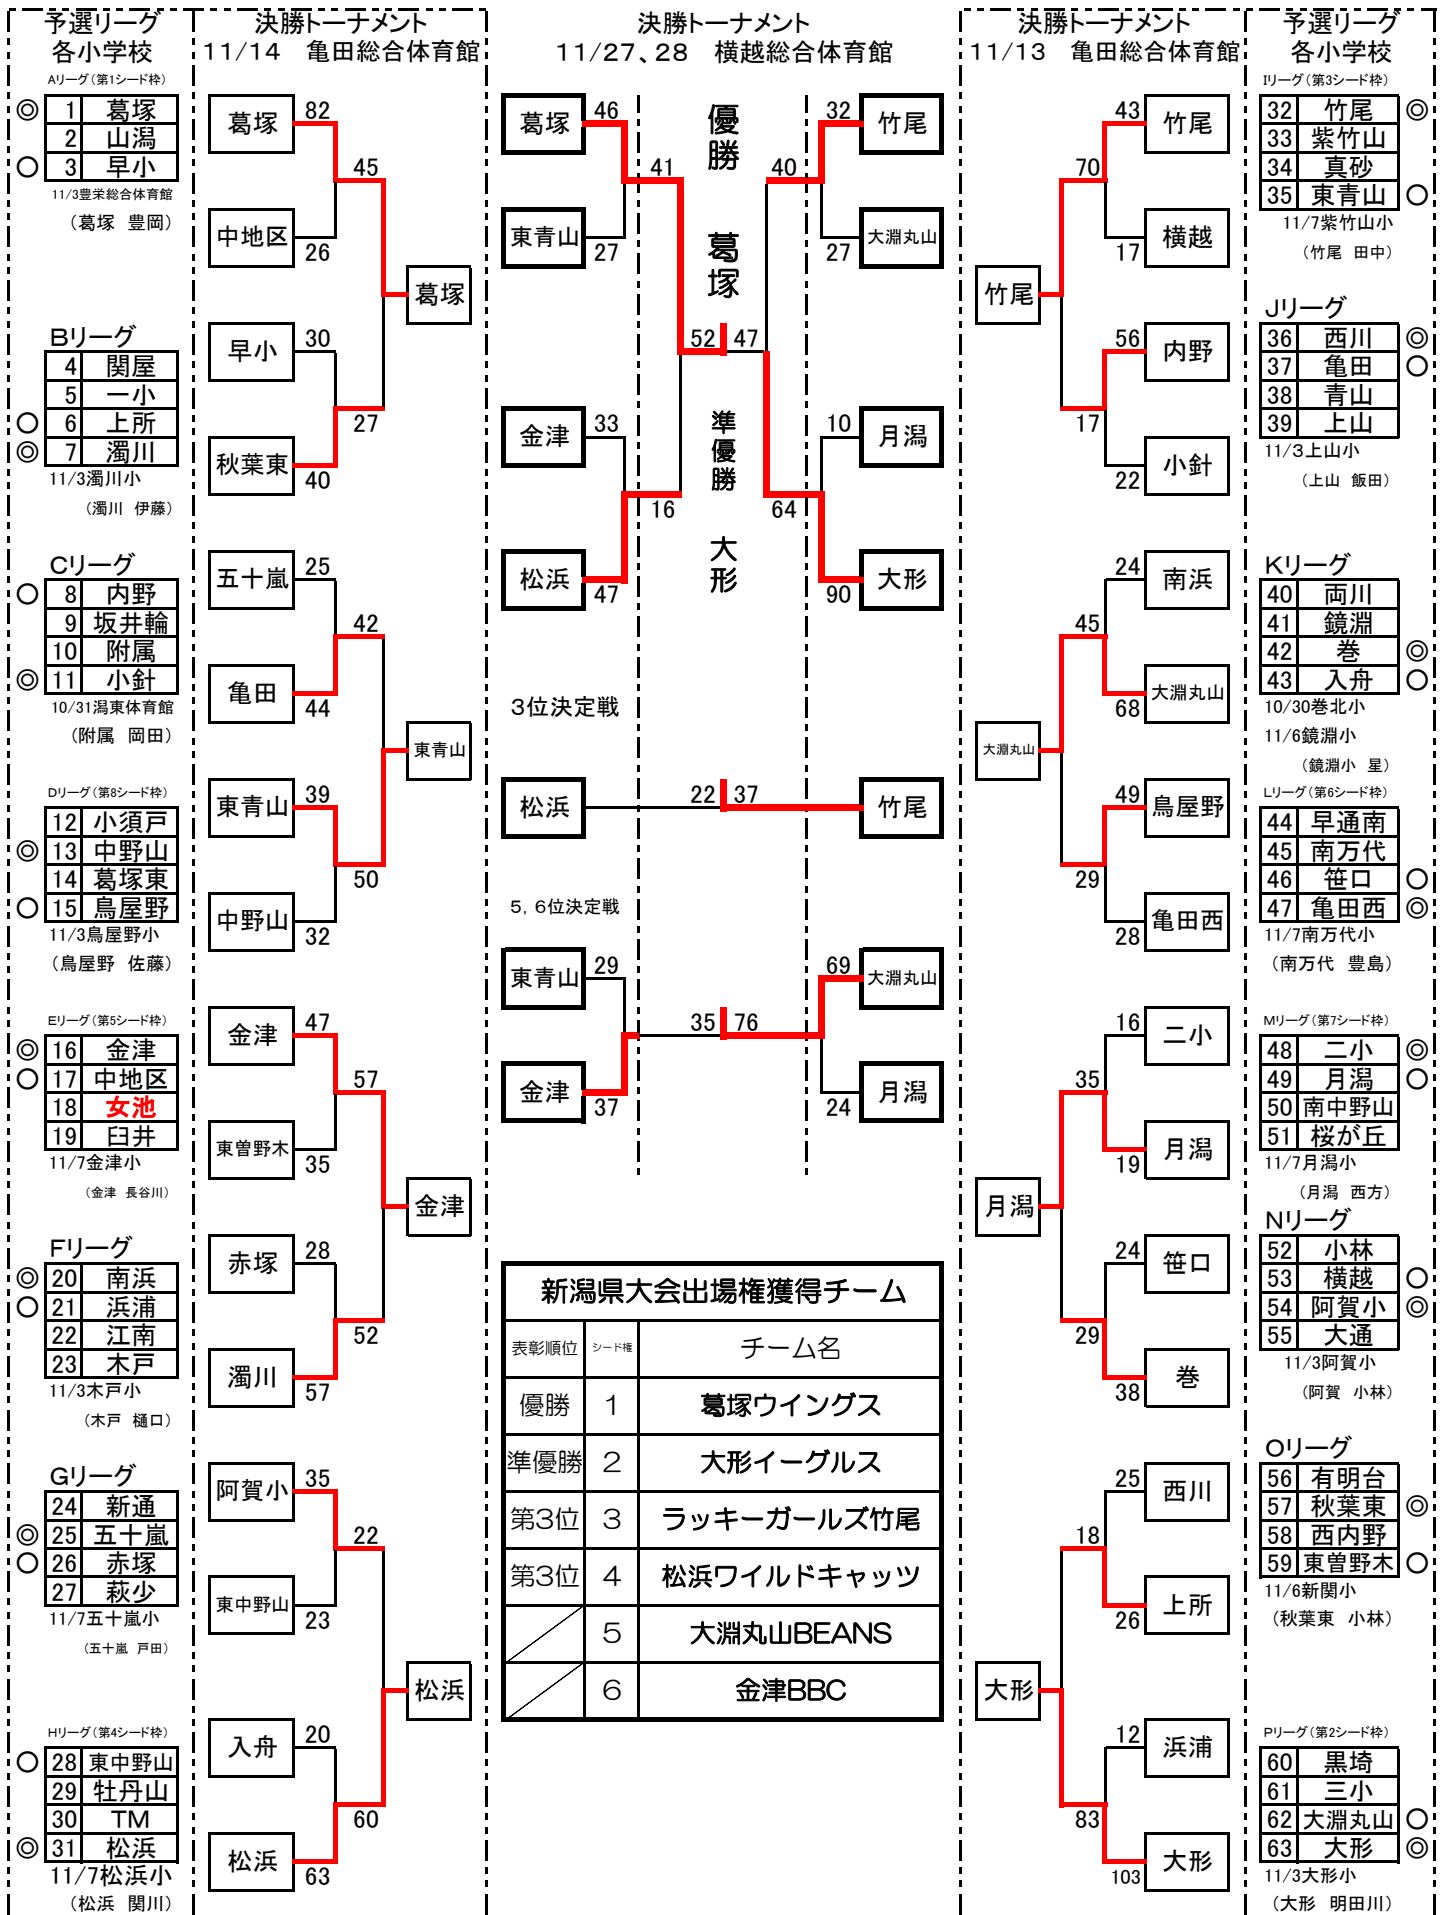 予選リーグ
各小学校
Aリーグ(第1シード枠)
◎ 1 葛塚
2 山潟
○ 3 早小
11/3豊栄総合体育館
(葛塚 豊岡)
Bリーグ
4 関屋
5 一小
○ 6 上所
◎ 7 濁川
11/3濁川小
(濁川 伊藤)
Cリーグ
○ 8 内野
9 坂井輪
10 附属
◎ 11 小針
10/31潟東体育館
(附属 岡田)
Dリーグ(第8シード枠)
12 小須戸
◎ 13 中野山
14 葛塚東
○ 15 鳥屋野
11/3鳥屋野小
(鳥屋野 佐藤)
Eリーグ(第5シード枠)
◎ 16 金津
○ 17 中地区
18 女池
19 臼井
11/7金津小
(金津 長谷川)
Fリーグ
◎ 20 南浜
○ 21 浜浦
22 江南
23 木戸
11/3木戸小
(木戸 樋口)
Gリーグ
24 新通
◎ 25 五十嵐
○ 26 赤塚
27 萩少
11/7五十嵐小
(五十嵐 戸田)
Hリーグ(第4シード枠)
○ 28 東中野山
29 牡丹山
30 TM
◎ 31 松浜
11/7松浜小
(松浜 関川)
決勝トーナメント
11/14 亀田総合体育館
葛塚 82
45
中地区 26
葛塚
早小 30
27
秋葉東 40
五十嵐 25
42
亀田 44
東青山
東青山 39
50
中野山 32
金津 47
57
東曽野木 35
金津
赤塚 28
52
濁川 57
阿賀小 35
22
東中野山 23
松浜
入舟 20
60
松浜 63
決勝トーナメント
11/27、28 横越総合体育館
葛塚 46
41
東青山 27
優勝 葛塚
32 竹尾
40
27 大淵丸山
52 47
金津 33
16
松浜 47
準優勝 大形
10 月潟
64
90 大形
3位決定戦
松浜 22 37 竹尾
5,6位決定戦
東青山 29
69 大淵丸山
35 76
金津 37
24 月潟
新潟県大会出場権獲得チーム
表彰順位 シード権 チーム名
優勝 1 葛塚ウイングス
準優勝 2 大形イーグルス
第3位 3 ラッキーガールズ竹尾
第3位 4 松浜ワイルドキャッツ
5 大淵丸山BEANS
6 金津BBC
決勝トーナメント
11/13 亀田総合体育館
43 竹尾
70
17 横越
竹尾
56 内野
17
22 小針
24 南浜
45
68 大淵丸山
大淵丸山
49 鳥屋野
29
28 亀田西
16 二小
35
19 月潟
月潟
24 笹口
29
38 巻
25 西川
18
26 上所
大形
12 浜浦
83
103 大形
予選リーグ
各小学校
Iリーグ(第3シード枠)
32 竹尾 ◎
33 紫竹山
34 真砂
35 東青山 ○
11/7紫竹山小
(竹尾 田中)
Jリーグ
36 西川 ◎
37 亀田 ○
38 青山
39 上山
11/3上山小
(上山 飯田)
Kリーグ
40 両川
41 鏡淵
42 巻 ◎
43 入舟 ○
10/30巻北小
11/6鏡淵小
(鏡淵小 星)
Lリーグ(第6シード枠)
44 早通南
45 南万代
46 笹口 ○
47 亀田西 ◎
11/7南万代小
(南万代 豊島)
Mリーグ(第7シード枠)
48 二小 ◎
49 月潟 ○
50 南中野山
51 桜が丘
11/7月潟小
(月潟 西方)
Nリーグ
52 小林
53 横越 ○
54 阿賀小 ◎
55 大通
11/3阿賀小
(阿賀 小林)
Oリーグ
56 有明台
57 秋葉東 ◎
58 西内野
59 東曽野木 ○
11/6新関小
(秋葉東 小林)
Pリーグ(第2シード枠)
60 黒埼
61 三小
62 大淵丸山 ○
63 大形 ◎
11/3大形小
(大形 明田川)